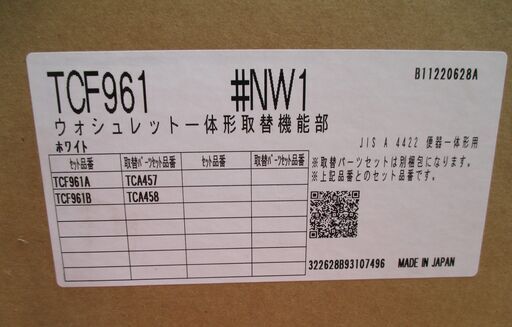 B11220628A
TCF961 #NW1
ウォシュレット一体形取替機能部
ホワイト
JIS A 4422 便器一体形用
セット品番 取替パーツセット品番 セット品番 取替パーツセット品番
TCF961A TCA457
TCF961B TCA458
※取替パーツセットは別梱包になります。
※上記品番とのセット品番です。
322628B93107496 MADE IN JAPAN